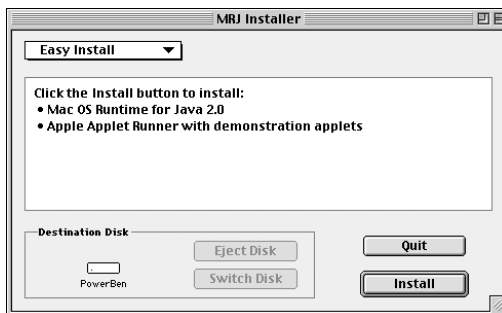 MRJ Installer
Easy Install
Click the Install button to install:
• Mac OS Runtime for Java 2.0
• Apple Applet Runner with demonstration applets
Destination Disk
Eject Disk
Quit
PowerBen
Switch Disk
Install